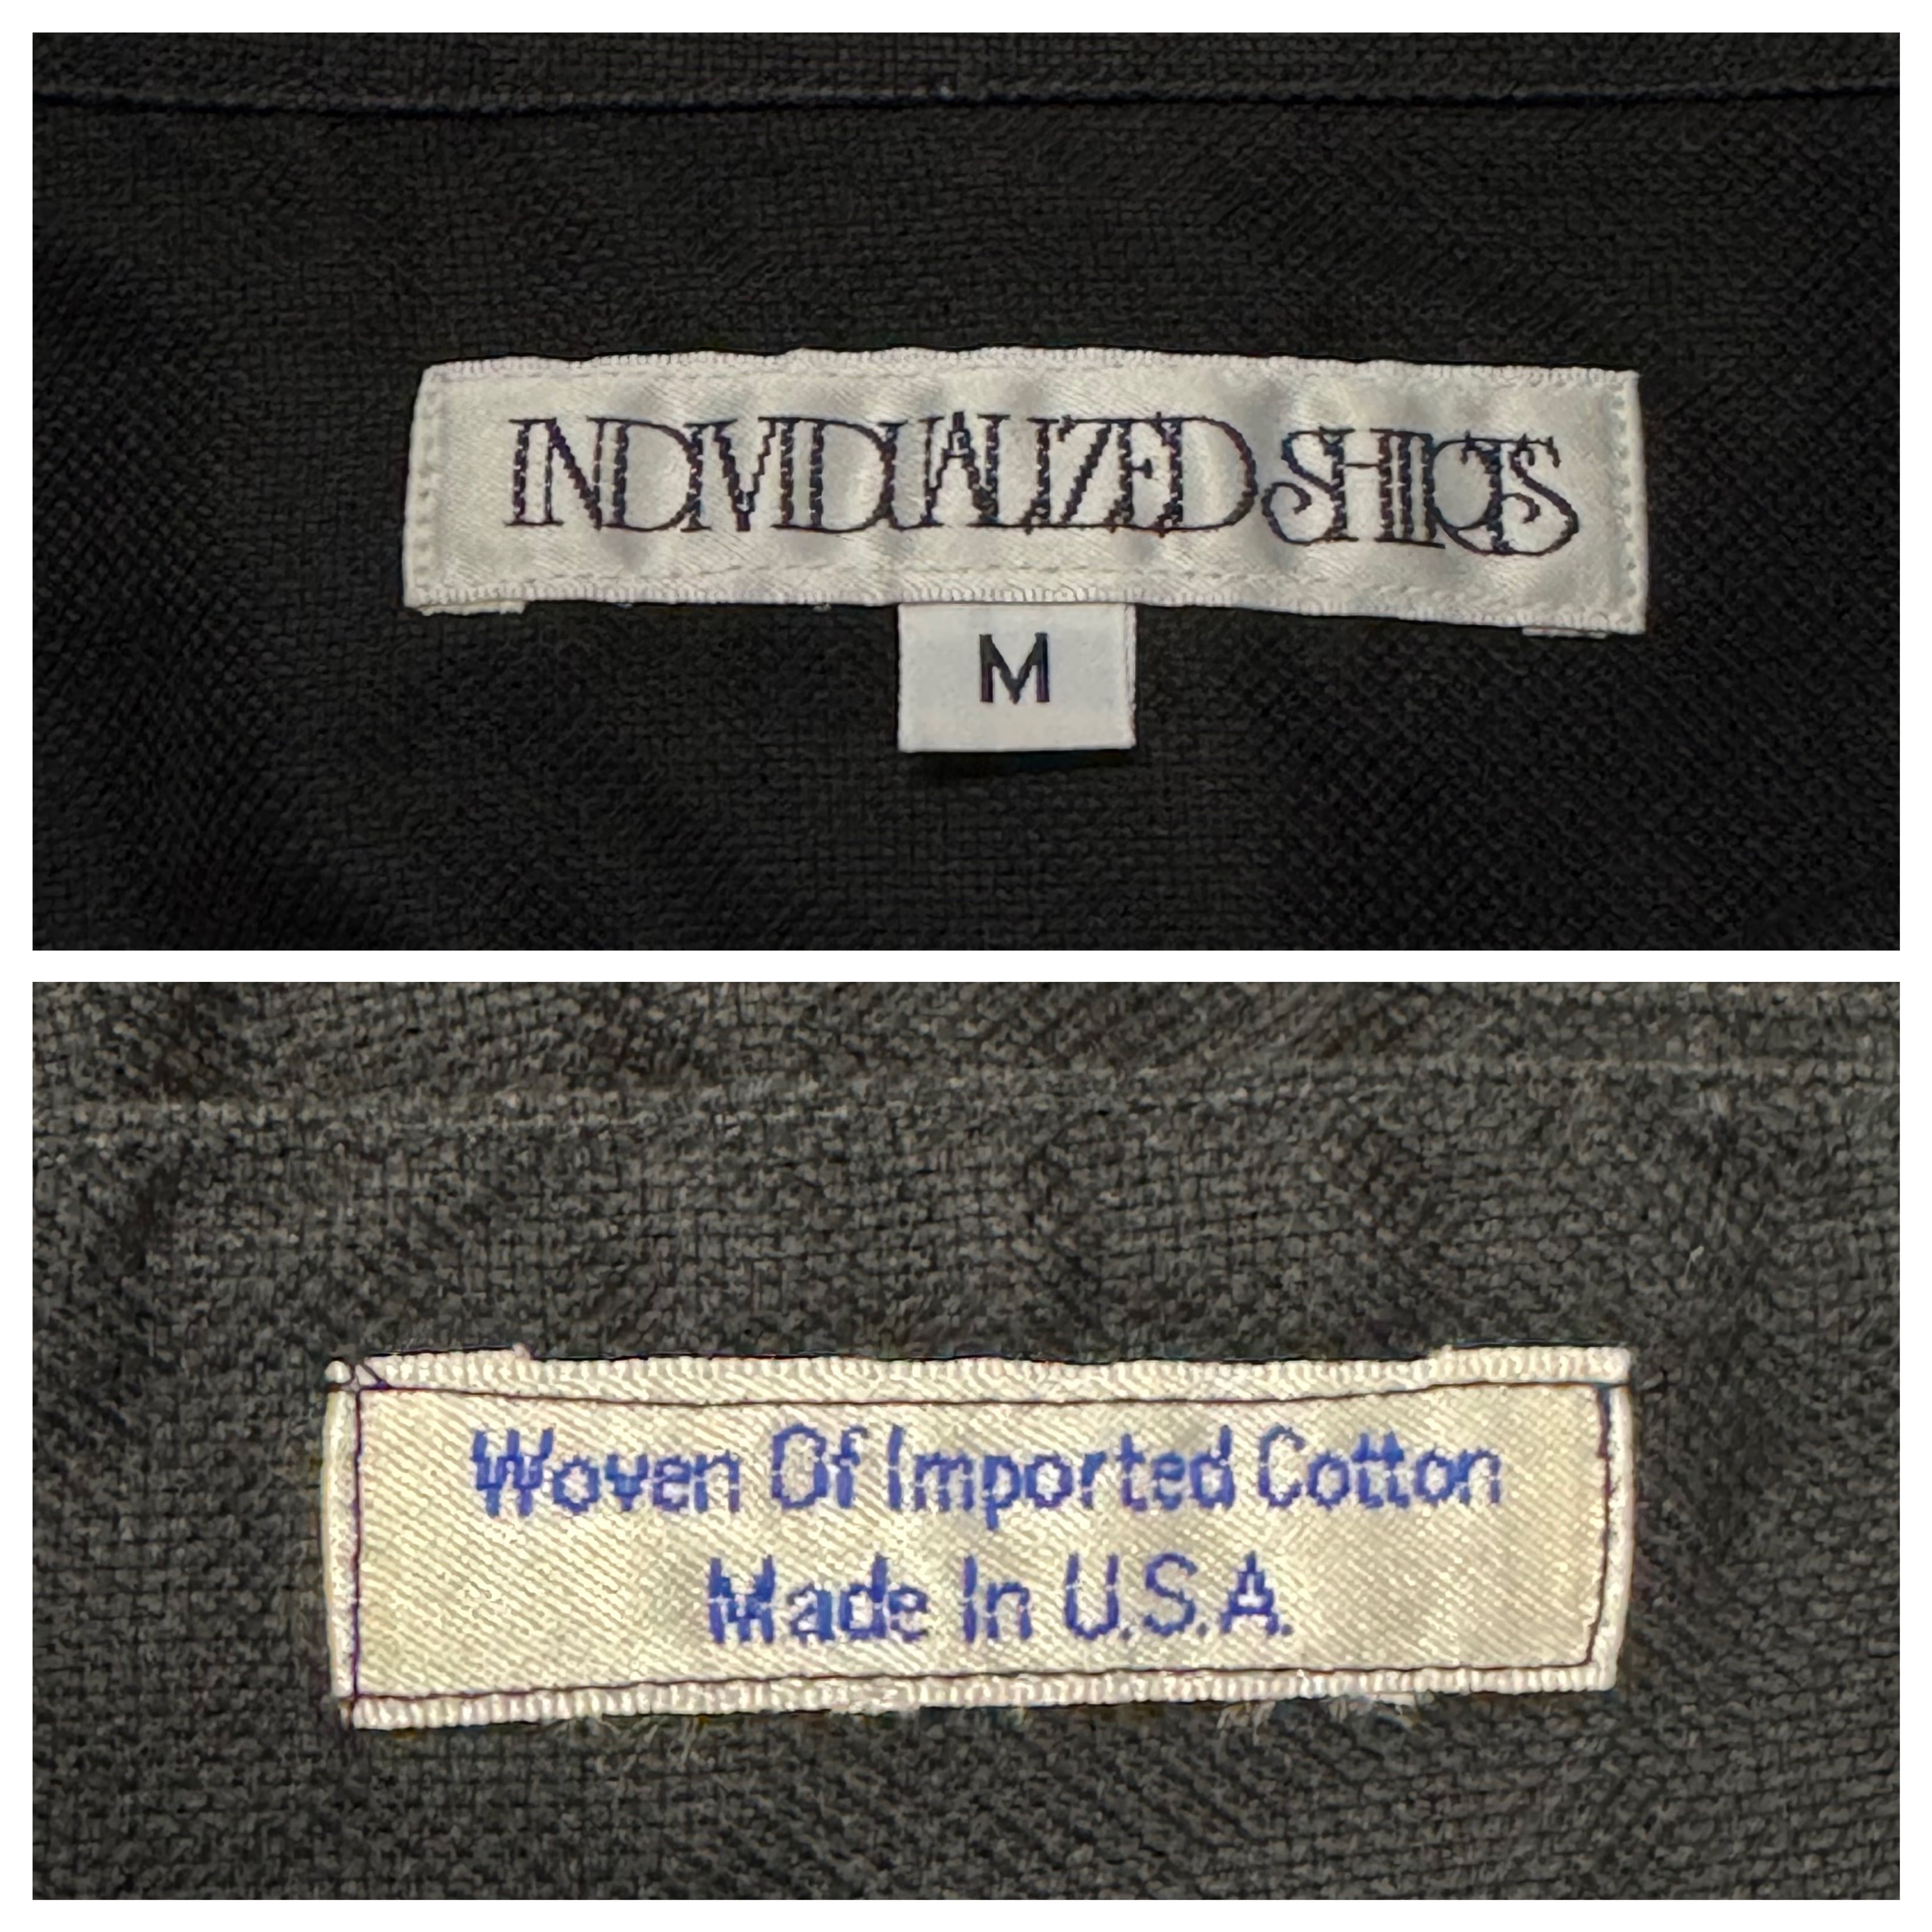 INDIVIDUALIZED SHIRTS
M
Woven Of Imported Cotton
Made In U.S.A.